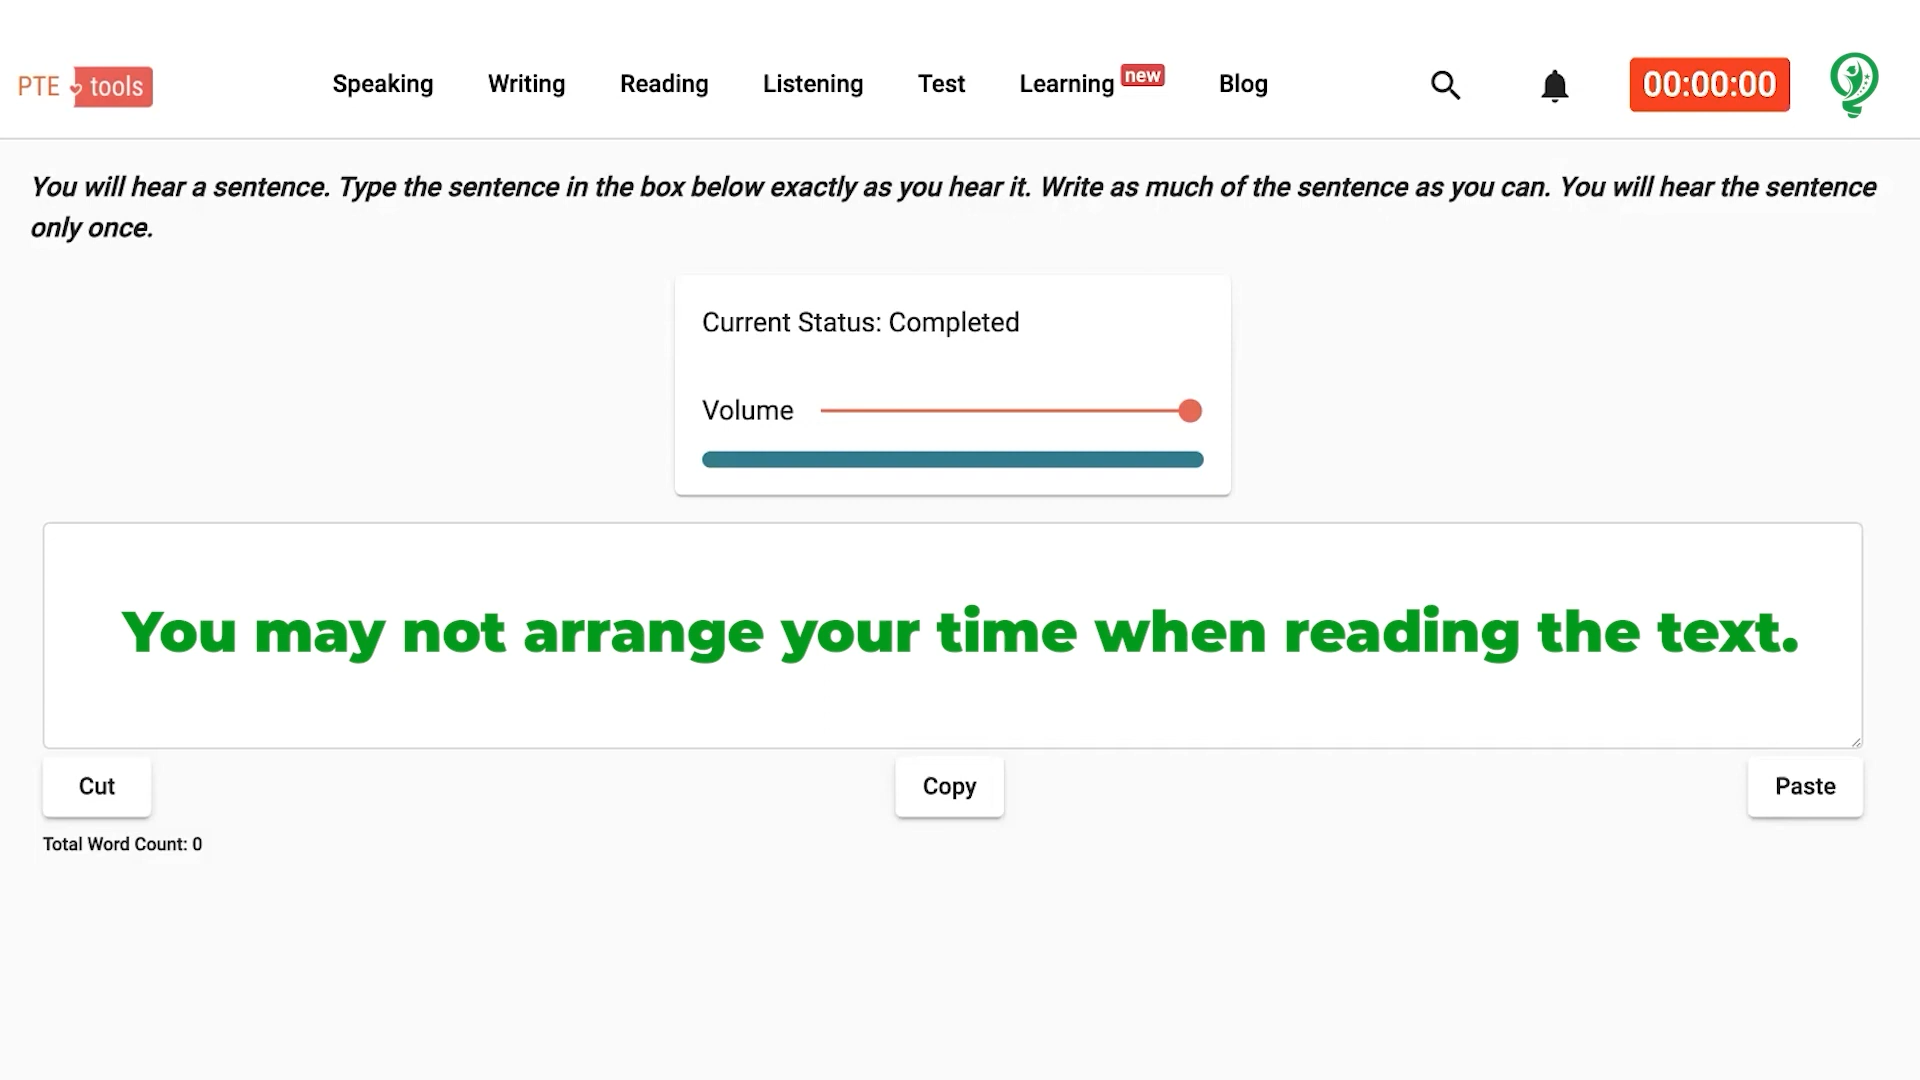 PTE tools
Speaking Writing Reading Listening Test Learning new Blog 00:00:00
You will hear a sentence. Type the sentence in the box below exactly as you hear it. Write as much of the sentence as you can. You will hear the sentence
only once.
Current Status: Completed
Volume
You may not arrange your time when reading the text.
Cut Copy Paste
Total Word Count: 0